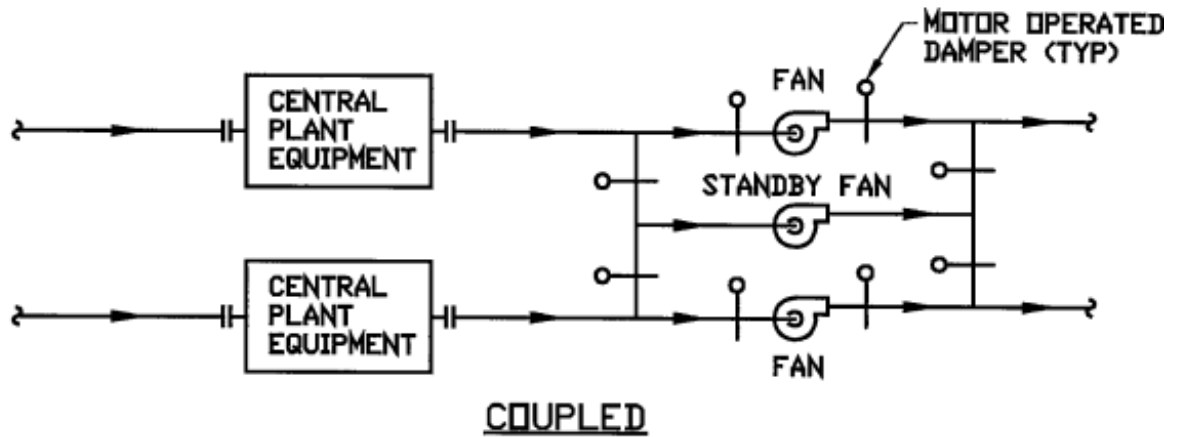 MOTOR OPERATED
DAMPER (TYP)
FAN
CENTRAL
PLANT
EQUIPMENT
STANDBY FAN
CENTRAL
PLANT
EQUIPMENT
FAN
COUPLED